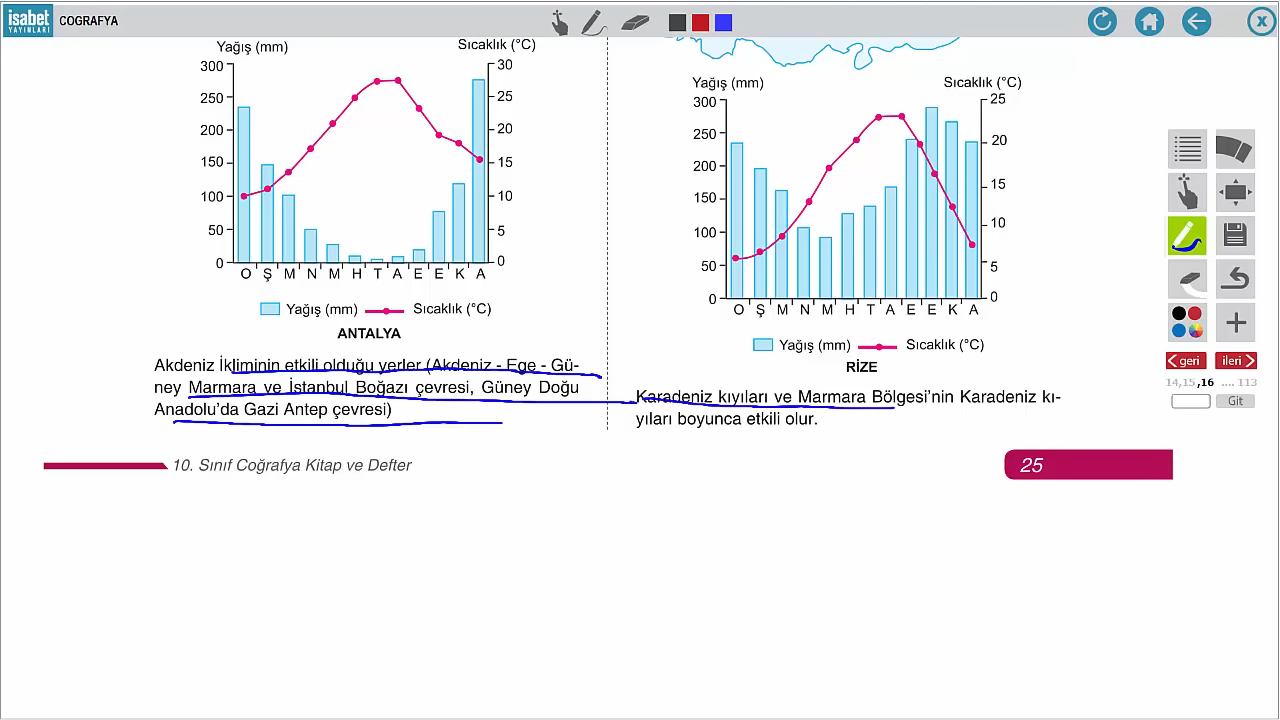 isabet
YAYINLARI
COGRAFYA
Yağış (mm)
Sıcaklık (°C)
300
250
200
150
100
50
0
30
25
20
15
10
5
0
O Ş M N M H T A E E K A
Yağış (mm) Sıcaklık (°C)
ANTALYA
Akdeniz İkliminin etkili olduğu yerler (Akdeniz - Ege - Gü-
ney Marmara ve İstanbul Boğazı çevresi, Güney Doğu
Anadolu’da Gazi Antep çevresi)
Yağış (mm)
Sıcaklık (°C)
300
250
200
150
100
50
0
25
20
15
10
5
0
O Ş M N M H T A E E K A
Yağış (mm) Sıcaklık (°C)
RİZE
Karadeniz kıyıları ve Marmara Bölgesi’nin Karadeniz kı-
yıları boyunca etkili olur.
10. Sınıf Coğrafya Kitap ve Defter
25
geri
ileri
14,15,16 .... 113
Git